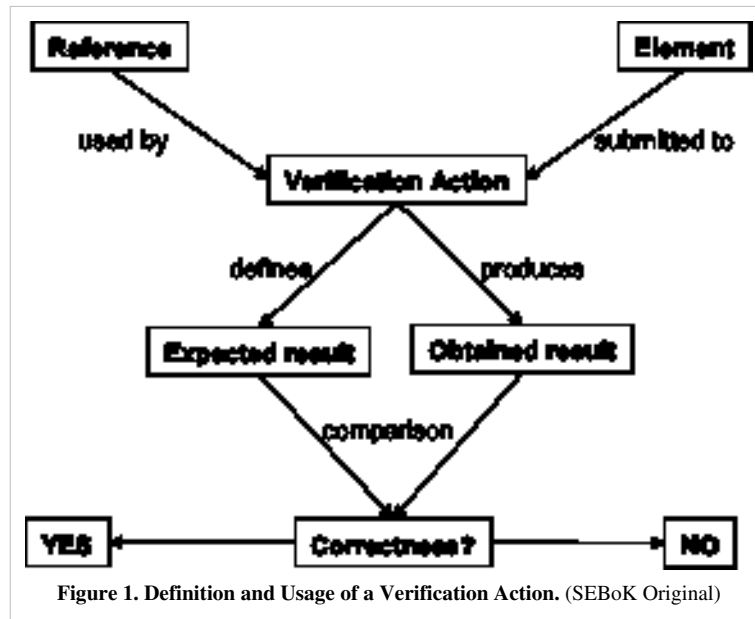 Reference
Element
used by
submitted to
Verification Action
defines
produces
Expected result
Obtained result
comparison
YES
Correctness?
NO
Figure 1. Definition and Usage of a Verification Action. (SEBoK Original)